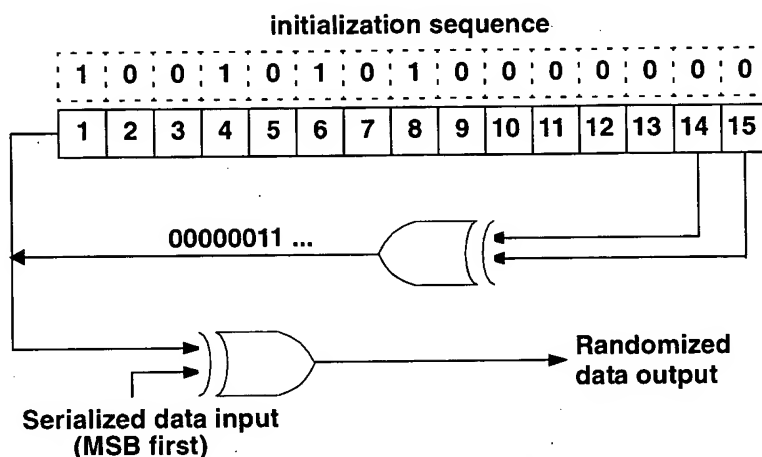 initialization sequence
1 0 0 1 0 1 0 1 0 0 0 0 0 0 0
1 2 3 4 5 6 7 8 9 10 11 12 13 14 15
00000011 ...
Randomized
data output
Serialized data input
(MSB first)